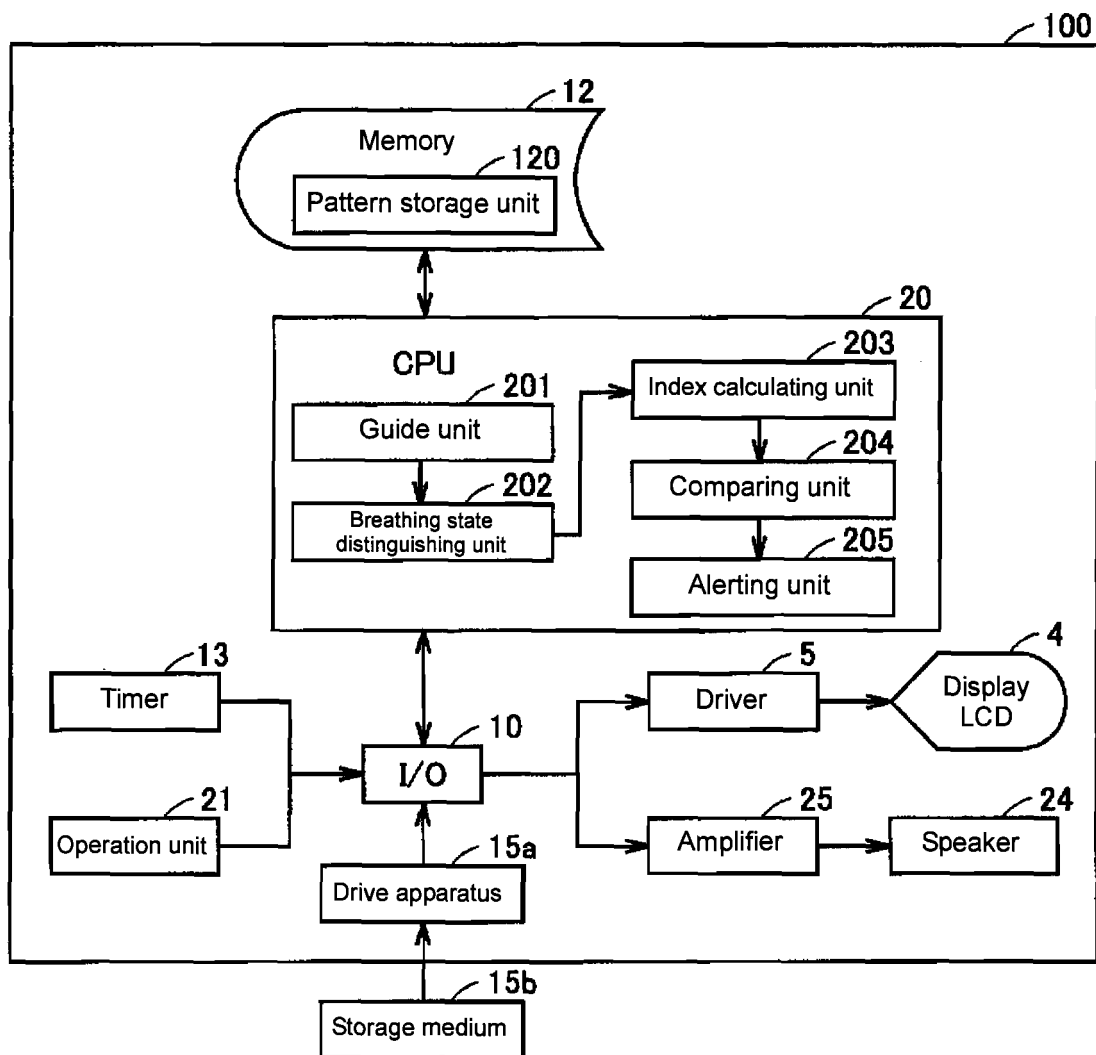 100
12
Memory
120
Pattern storage unit
20
CPU
203
201
Index calculating unit
Guide unit
204
202
Comparing unit
Breathing state
distinguishing unit
205
Alerting unit
13
5
4
Timer
Driver
Display
LCD
10
I/O
21
25
24
Operation unit
Amplifier
Speaker
15a
Drive apparatus
15b
Storage medium